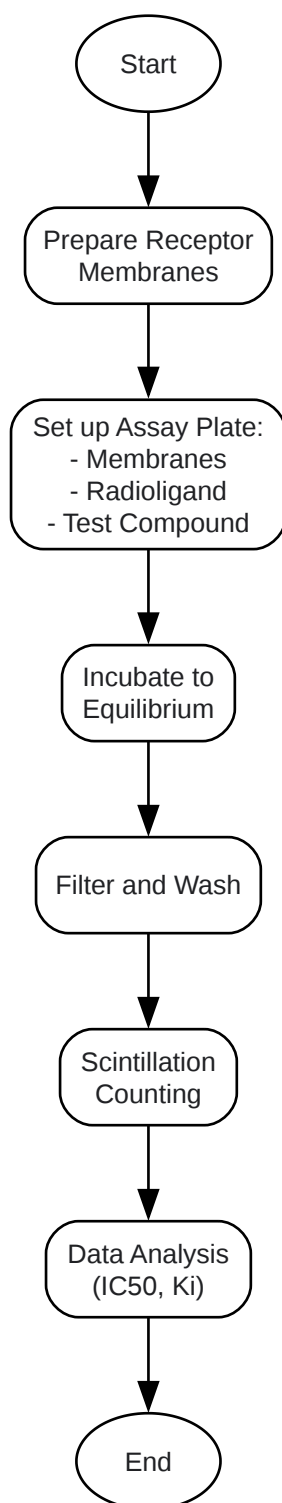 Start
Prepare Receptor
Membranes
Set up Assay Plate:
- Membranes
- Radioligand
- Test Compound
Incubate to
Equilibrium
Filter and Wash
Scintillation
Counting
Data Analysis
(IC50, Ki)
End